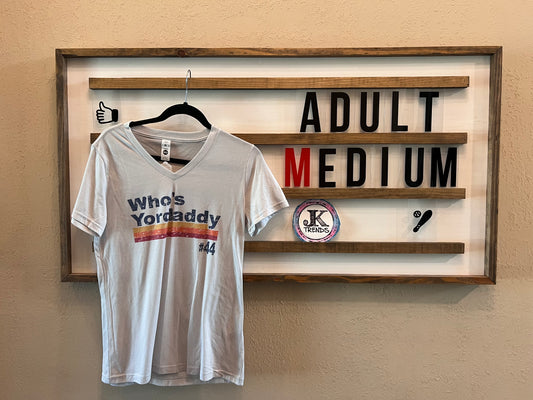 ADULT
MEDIUM
Who's
Yordaddy
#44
JK
TRENDS